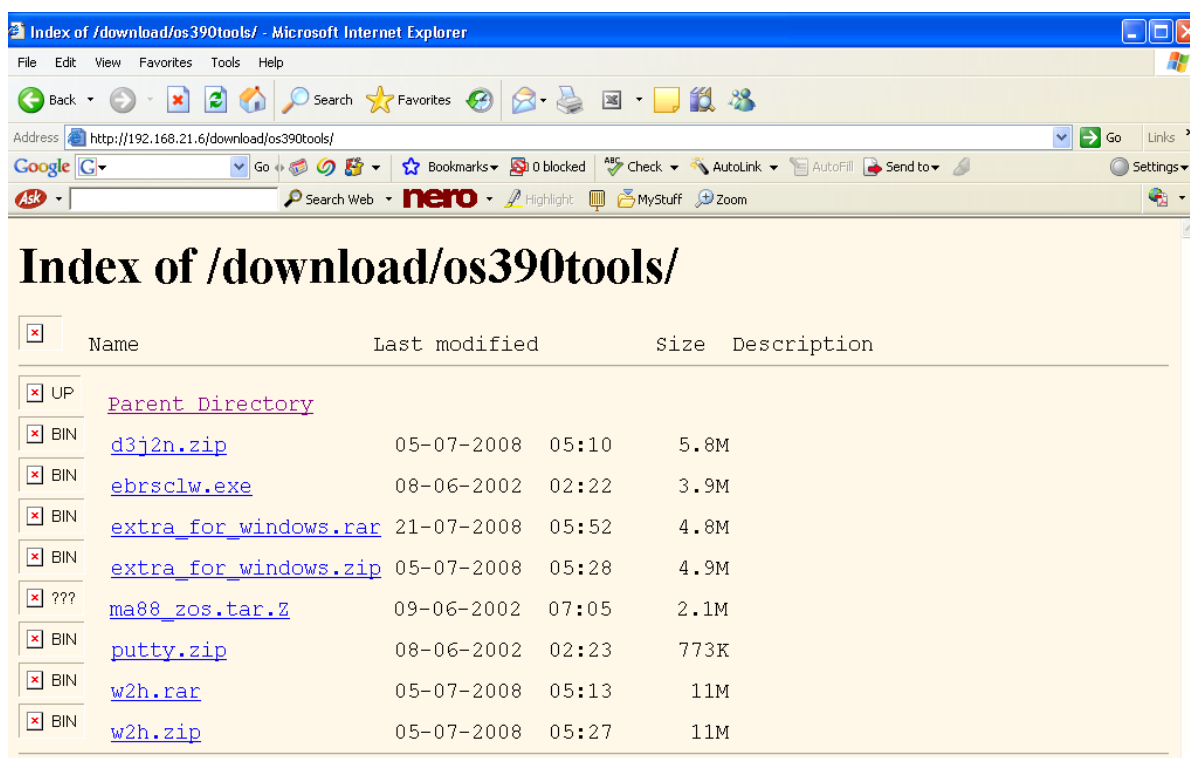 Index of /download/os390tools/ - Microsoft Internet Explorer
File Edit View Favorites Tools Help
Back Search Favorites
Address http://192.168.21.6/download/os390tools/ Go Links »
Google G Go Bookmarks 0 blocked ABC Check AutoLink AutoFill Send to Settings
Ask Search Web nero Highlight MyStuff Zoom
Index of /download/os390tools/
Name Last modified Size Description
UP Parent Directory
BIN d3j2n.zip 05-07-2008 05:10 5.8M
BIN ebrsclw.exe 08-06-2002 02:22 3.9M
BIN extra_for_windows.rar 21-07-2008 05:52 4.8M
BIN extra_for_windows.zip 05-07-2008 05:28 4.9M
??? ma88_zos.tar.Z 09-06-2002 07:05 2.1M
BIN putty.zip 08-06-2002 02:23 773K
BIN w2h.rar 05-07-2008 05:13 11M
BIN w2h.zip 05-07-2008 05:27 11M